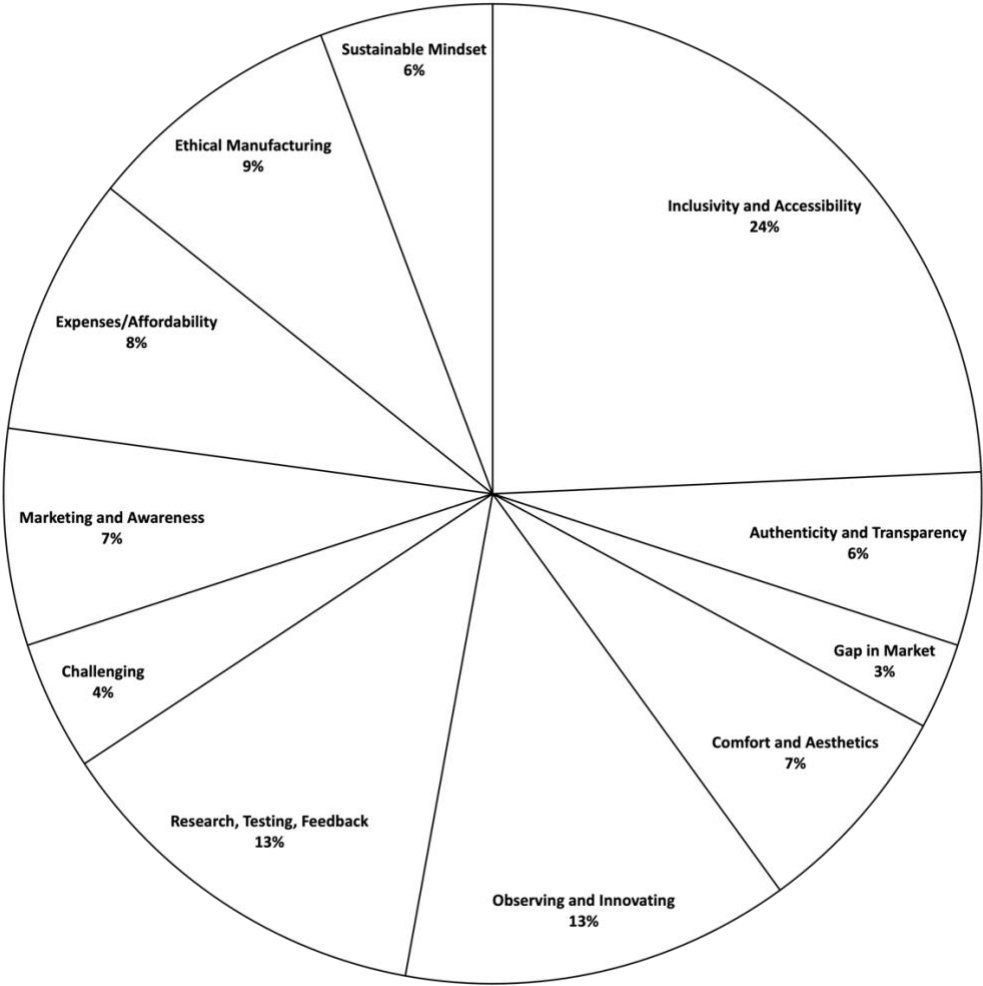 Sustainable Mindset
6%
Inclusivity and Accessibility
24%
Ethical Manufacturing
9%
Expenses/Affordability
8%
Marketing and Awareness
7%
Authenticity and Transparency
6%
Gap in Market
3%
Challenging
4%
Comfort and Aesthetics
7%
Research, Testing, Feedback
13%
Observing and Innovating
13%